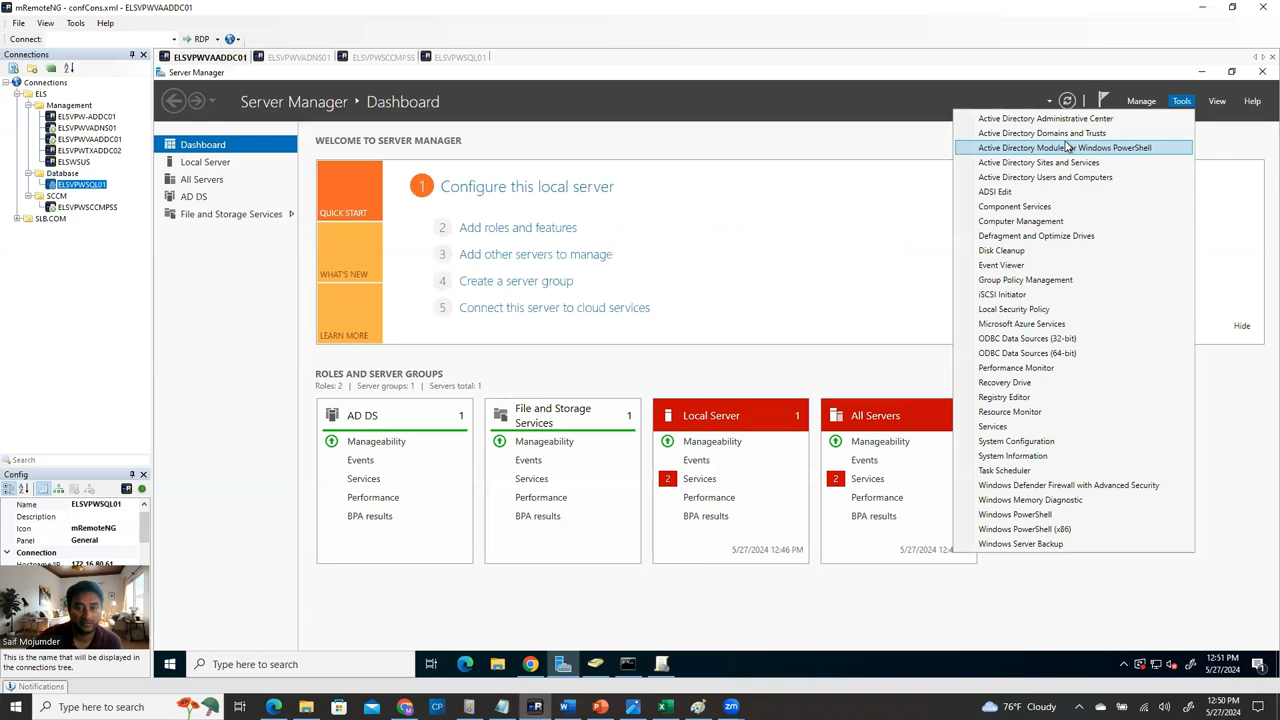 mRemoteNG - confCons.xml - ELSVPWVAADDC01
File View Tools Help
Connect: RDP
Connections
Connections
ELS
Management
ELSVPW-ADDC01
ELSVPWVADNS01
ELSVPWVAADDC01
ELSVPWTXADDC02
ELSWSUS
Database
ELSVPWSQL01
SCCM
ELSVPWSCCMPSS
SLB.COM
Search
Config
Name ELSVPWSQL01
Description
Icon mRemoteNG
Panel General
Connection
Hostname/IP 172.16.80.61
Saif Mojumder
This is the name that will be displayed in the connections tree.
Notifications
ELSVPWVAADDC01 ELSVPWVADNS01 ELSVPWSCCMPSS ELSVPWSQL01
Server Manager
Server Manager • Dashboard
Manage Tools View Help
Dashboard
Local Server
All Servers
AD DS
File and Storage Services
WELCOME TO SERVER MANAGER
QUICK START
WHAT'S NEW
LEARN MORE
1 Configure this local server
2 Add roles and features
3 Add other servers to manage
4 Create a server group
5 Connect this server to cloud services
Hide
ROLES AND SERVER GROUPS
Roles: 2 | Server groups: 1 | Servers total: 1
AD DS 1
Manageability
Events
Services
Performance
BPA results
File and Storage Services 1
Manageability
Events
Services
Performance
BPA results
Local Server 1
Manageability
Events
2 Services
Performance
BPA results
5/27/2024 12:46 PM
All Servers
Manageability
Events
2 Services
Performance
BPA results
5/27/2024 12:4
Active Directory Administrative Center
Active Directory Domains and Trusts
Active Directory Module for Windows PowerShell
Active Directory Sites and Services
Active Directory Users and Computers
ADSI Edit
Component Services
Computer Management
Defragment and Optimize Drives
Disk Cleanup
Event Viewer
Group Policy Management
iSCSI Initiator
Local Security Policy
Microsoft Azure Services
ODBC Data Sources (32-bit)
ODBC Data Sources (64-bit)
Performance Monitor
Recovery Drive
Registry Editor
Resource Monitor
Services
System Configuration
System Information
Task Scheduler
Windows Defender Firewall with Advanced Security
Windows Memory Diagnostic
Windows PowerShell
Windows PowerShell (x86)
Windows Server Backup
Type here to search
12:51 PM
5/27/2024
Type here to search
76°F Cloudy
12:50 PM
5/27/2024